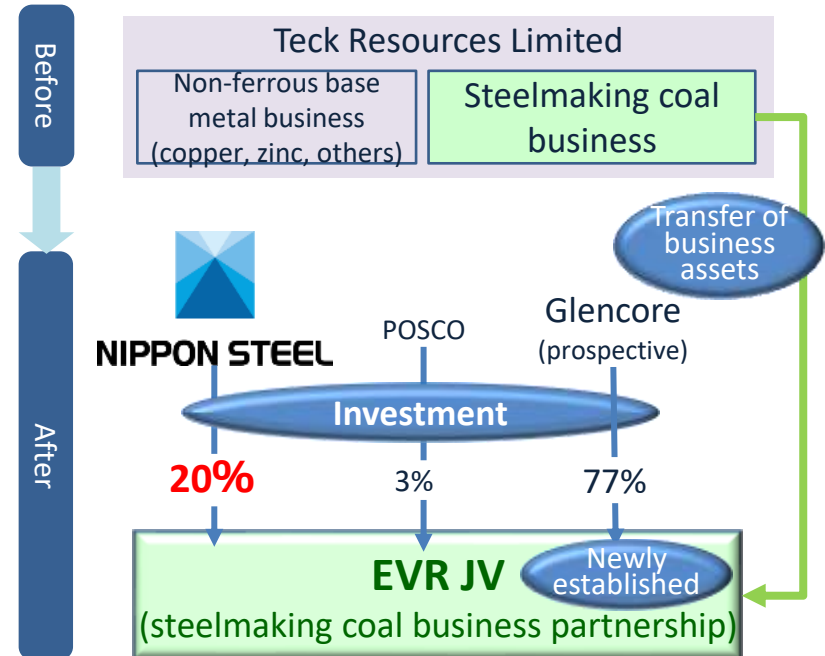 Before
Teck Resources Limited
Non-ferrous base
metal business
(copper, zinc, others)
Steelmaking coal
business
Transfer of
business
assets
After
NIPPON STEEL
POSCO
Glencore
(prospective)
Investment
20%
3%
77%
EVR JV
Newly
established
(steelmaking coal business partnership)